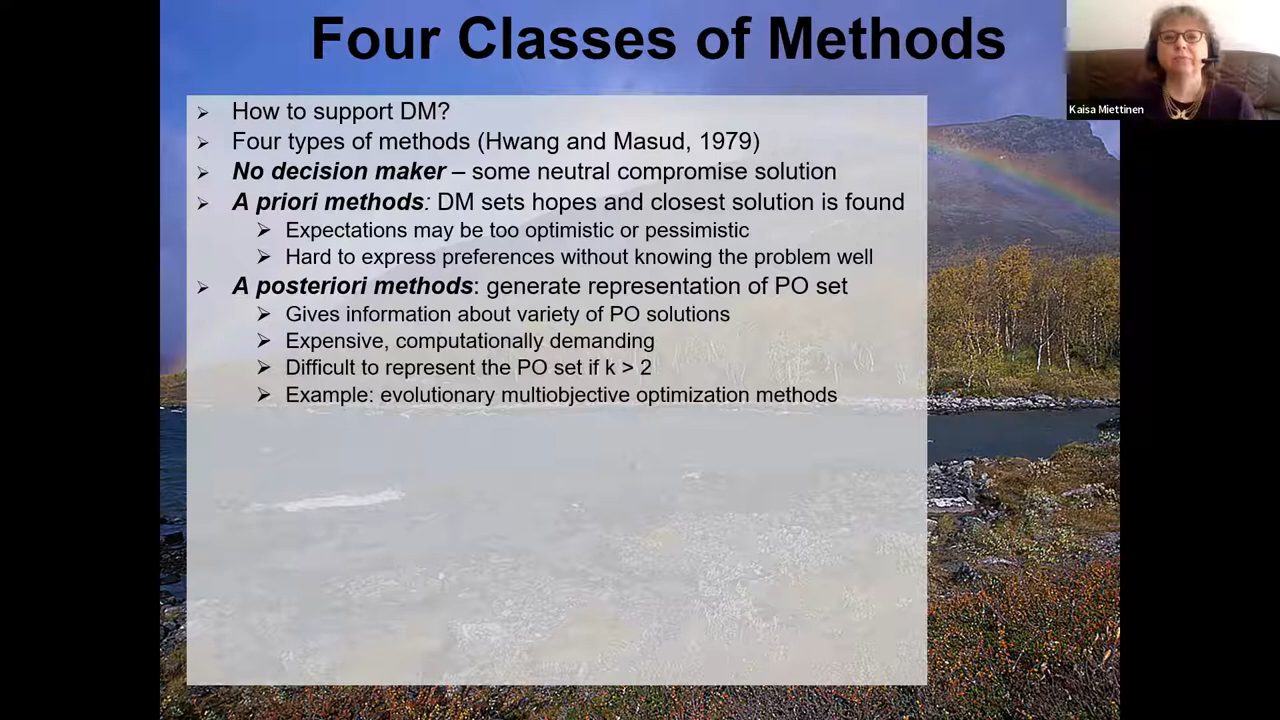 Four Classes of Methods
Kaisa Miettinen
How to support DM?
Four types of methods (Hwang and Masud, 1979)
No decision maker – some neutral compromise solution
A priori methods: DM sets hopes and closest solution is found
Expectations may be too optimistic or pessimistic
Hard to express preferences without knowing the problem well
A posteriori methods: generate representation of PO set
Gives information about variety of PO solutions
Expensive, computationally demanding
Difficult to represent the PO set if k > 2
Example: evolutionary multiobjective optimization methods